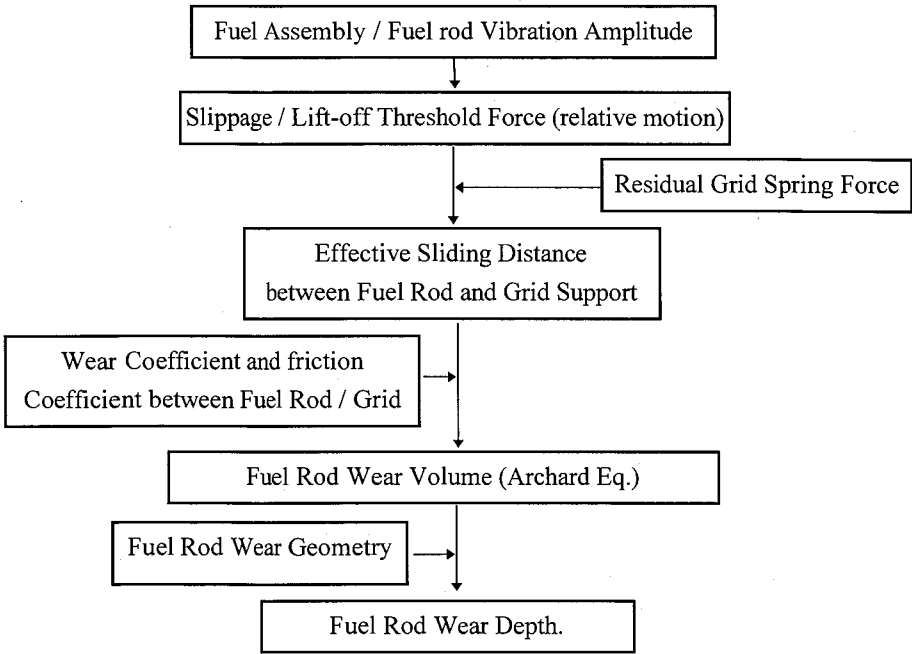 Fuel Assembly / Fuel rod Vibration Amplitude
Slippage / Lift-off Threshold Force (relative motion)
Residual Grid Spring Force
Effective Sliding Distance
between Fuel Rod and Grid Support
Wear Coefficient and friction
Coefficient between Fuel Rod / Grid
Fuel Rod Wear Volume (Archard Eq.)
Fuel Rod Wear Geometry
Fuel Rod Wear Depth.